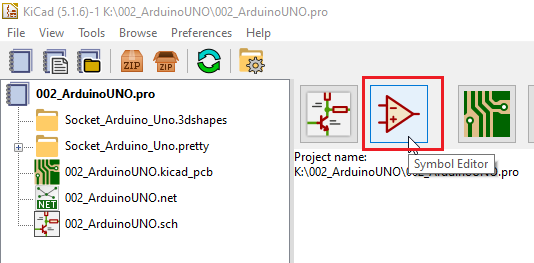 KiCad (5.1.6)-1 K:\002_ArduinoUNO\002_ArduinoUNO.pro
File View Tools Browse Preferences Help
ZIP ZIP
002_ArduinoUNO.pro
Socket_Arduino_Uno.3dshapes
Socket_Arduino_Uno.pretty
002_ArduinoUNO.kicad_pcb
NET 002_ArduinoUNO.net
002_ArduinoUNO.sch
Symbol Editor
Project name:
K:\002_ArduinoUNO\002_ArduinoUNO.pro